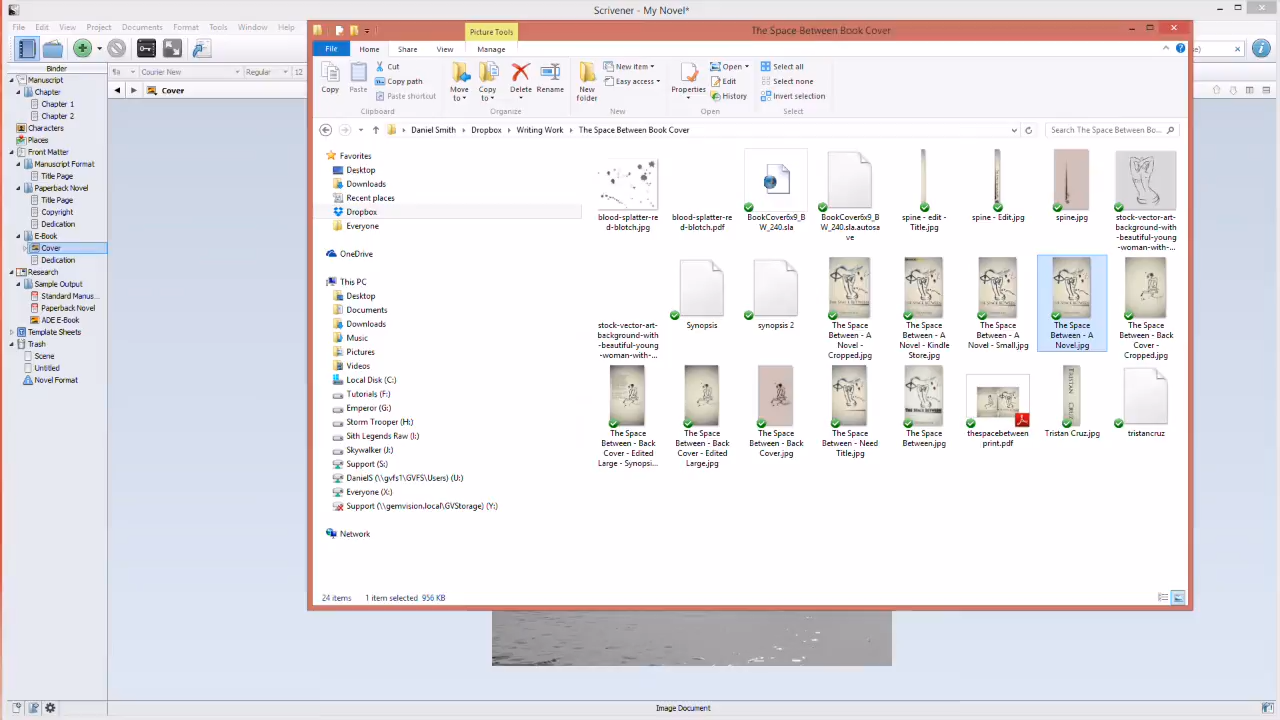 Scrivener - My Novel*
File Edit View Project Documents Format Tools Window Help
Courier New Regular 12
Binder
Cover
Manuscript
Chapter
Chapter 1
Chapter 2
Characters
Places
Front Matter
Manuscript Format
Title Page
Paperback Novel
Title Page
Copyright
Dedication
E-Book
Cover
Dedication
Research
Sample Output
Standard Manus...
Paperback Novel
ADE E-Book
Template Sheets
Trash
Scene
Untitled
Novel Format
Picture Tools
The Space Between Book Cover
File Home Share View Manage
Copy
Paste
Cut
Copy path
Paste shortcut
Clipboard
Move to
Copy to
Delete
Rename
Organize
New folder
New item
Easy access
New
Properties
Open
Edit
History
Open
Select all
Select none
Invert selection
Select
Daniel Smith Dropbox Writing Work The Space Between Book Cover
Search The Space Between Bo...
Favorites
Desktop
Downloads
Recent places
Dropbox
Everyone
OneDrive
This PC
Desktop
Documents
Downloads
Music
Pictures
Videos
Local Disk (C:)
Tutorials (F:)
Emperor (G:)
Storm Trooper (H:)
Sith Legends Raw (I:)
Skywalker (J:)
Support (S:)
DanielS (\\gvfs1\GVFS\Users) (U:)
Everyone (X:)
Support (\\gemvision.local\GVStorage) (Y:)
Network
blood-splatter-re
d-blotch.jpg
blood-splatter-re
d-blotch.pdf
BookCover6x9_B
W_240.sla
BookCover6x9_B
W_240.sla.autosa
ve
spine - edit -
Title.jpg
spine - Edit.jpg
spine.jpg
stock-vector-art-
background-with
-beautiful-young
-woman-with-...
stock-vector-art-
background-with
-beautiful-young
-woman-with-...
Synopsis
synopsis 2
The Space
Between - A
Novel -
Cropped.jpg
The Space
Between - A
Novel - Kindle
Store.jpg
The Space
Between - A
Novel - Small.jpg
The Space
Between - A
Novel.jpg
The Space
Between - Back
Cover -
Cropped.jpg
The Space
Between - Back
Cover - Edited
Large - Synopsi...
The Space
Between - Back
Cover - Edited
Large.jpg
The Space
Between - Back
Cover.jpg
The Space
Between - Need
Title.jpg
The Space
Between.jpg
thespacebetween
print.pdf
Tristan Cruz.jpg
tristancruz
24 items 1 item selected 956 KB
Image Document